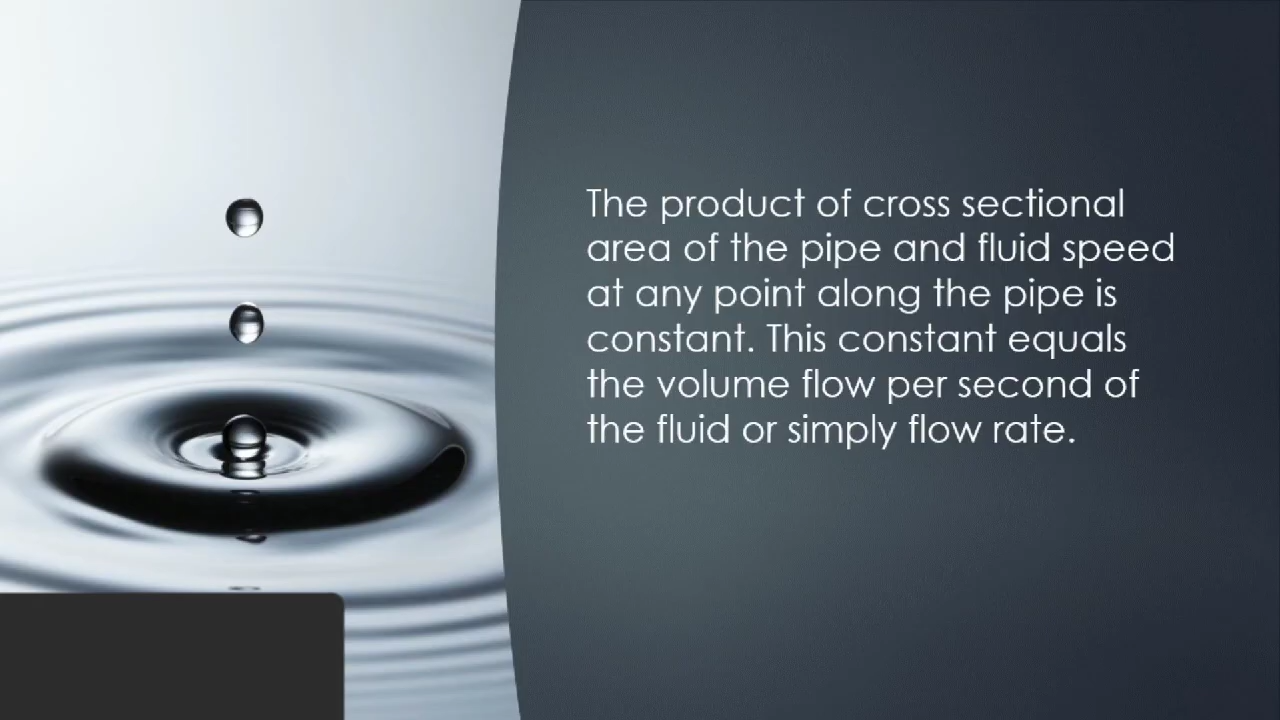 The product of cross sectional
area of the pipe and fluid speed
at any point along the pipe is
constant. This constant equals
the volume flow per second of
the fluid or simply flow rate.